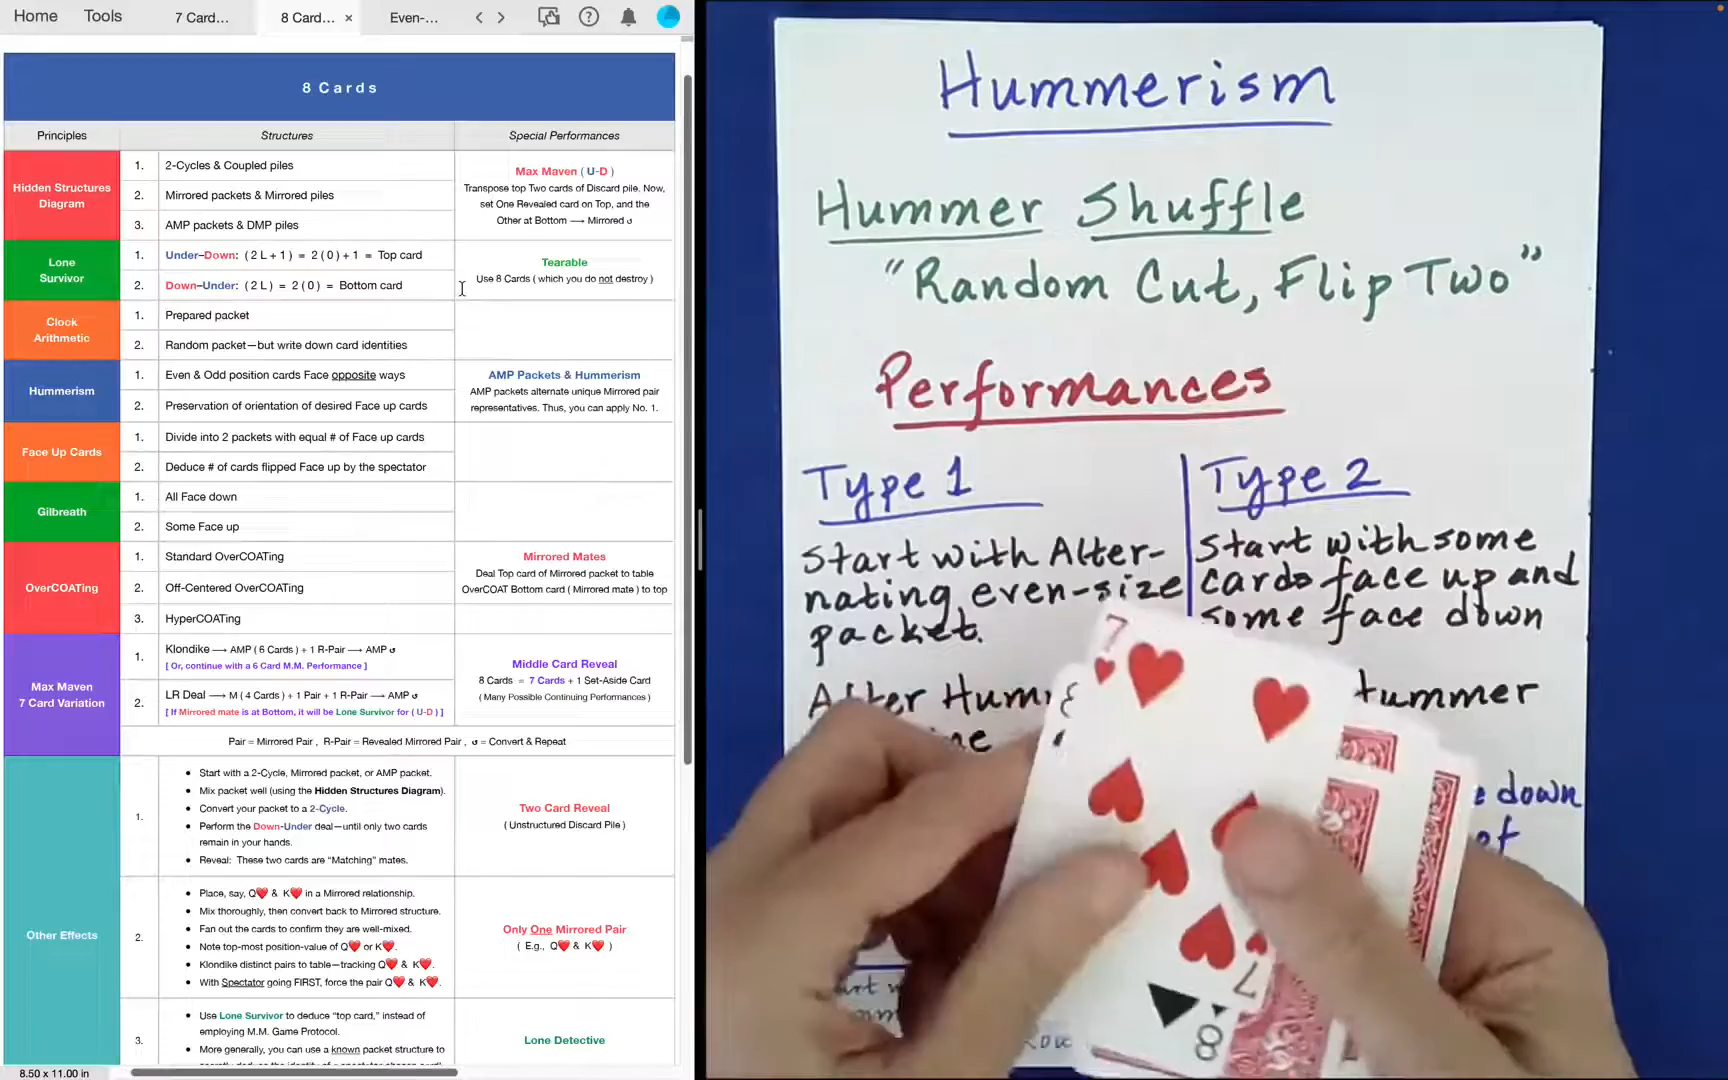 Home
Tools
7 Card...
8 Card...
×
Even-...
8 Cards
Principles
Structures
Special Performances
Hidden Structures
Diagram
1. 2-Cycles & Coupled piles
2. Mirrored packets & Mirrored piles
3. AMP packets & DMP piles
Max Maven ( U-D )
Transpose top Two cards of Discard pile. Now,
set One Revealed card on Top, and the
Other at Bottom → Mirrored ↺
Lone
Survivor
1. Under–Down: ( 2 L + 1 ) = 2 ( 0 ) + 1 = Top card
2. Down–Under: ( 2 L ) = 2 ( 0 ) = Bottom card
Tearable
Use 8 Cards ( which you do not destroy )
Clock
Arithmetic
1. Prepared packet
2. Random packet—but write down card identities
Hummerism
1. Even & Odd position cards Face opposite ways
2. Preservation of orientation of desired Face up cards
AMP Packets & Hummerism
AMP packets alternate unique Mirrored pair
representatives. Thus, you can apply No. 1.
Face Up Cards
1. Divide into 2 packets with equal # of Face up cards
2. Deduce # of cards flipped Face up by the spectator
Gilbreath
1. All Face down
2. Some Face up
OverCOATing
1. Standard OverCOATing
2. Off-Centered OverCOATing
3. HyperCOATing
Mirrored Mates
Deal Top card of Mirrored packet to table
OverCOAT Bottom card ( Mirrored mate ) to top
Max Maven
7 Card Variation
1. Klondike → AMP ( 6 Cards ) + 1 R-Pair → AMP ↺
[ Or, continue with a 6 Card M.M. Performance ]
2. LR Deal → M ( 4 Cards ) + 1 Pair + 1 R-Pair → AMP ↺
[ If Mirrored mate is at Bottom, it will be Lone Survivor for ( U-D ) ]
Middle Card Reveal
8 Cards = 7 Cards + 1 Set-Aside Card
( Many Possible Continuing Performances )
Pair = Mirrored Pair , R-Pair = Revealed Mirrored Pair , ↺ = Convert & Repeat
Other Effects
1.
• Start with a 2-Cycle, Mirrored packet, or AMP packet.
• Mix packet well (using the Hidden Structures Diagram).
• Convert your packet to a 2-Cycle.
• Perform the Down-Under deal—until only two cards
remain in your hands.
• Reveal: These two cards are “Matching” mates.
Two Card Reveal
( Unstructured Discard Pile )
2.
• Place, say, Q♥ & K♥ in a Mirrored relationship.
• Mix thoroughly, then convert back to Mirrored structure.
• Fan out the cards to confirm they are well-mixed.
• Note top-most position-value of Q♥ or K♥.
• Klondike distinct pairs to table—tracking Q♥ & K♥.
• With Spectator going FIRST, force the pair Q♥ & K♥.
Only One Mirrored Pair
( E.g., Q♥ & K♥ )
3.
• Use Lone Survivor to deduce “top card,” instead of
employing M.M. Game Protocol.
• More generally, you can use a known packet structure to
Lone Detective
8.50 x 11.00 in
Hummerism
Hummer Shuffle
"Random Cut, Flip Two"
Performances
Type 1
Start with Alter-
nating, even-size
packet.
After Hum
Type 2
Start with some
cards face up and
some face down
ummer
down
of
7
7
8